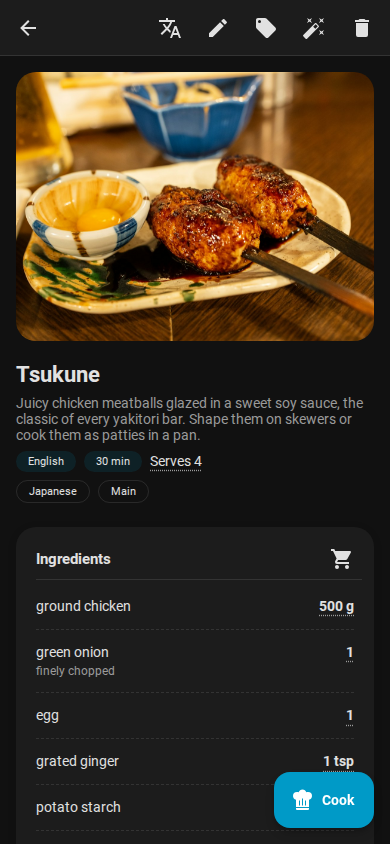 Tsukune
Juicy chicken meatballs glazed in a sweet soy sauce, the
classic of every yakitori bar. Shape them on skewers or
cook them as patties in a pan.
English 30 min Serves 4
Japanese Main
Ingredients
ground chicken 500 g
green onion 1
finely chopped
egg 1
grated ginger 1 tsp
potato starch
Cook